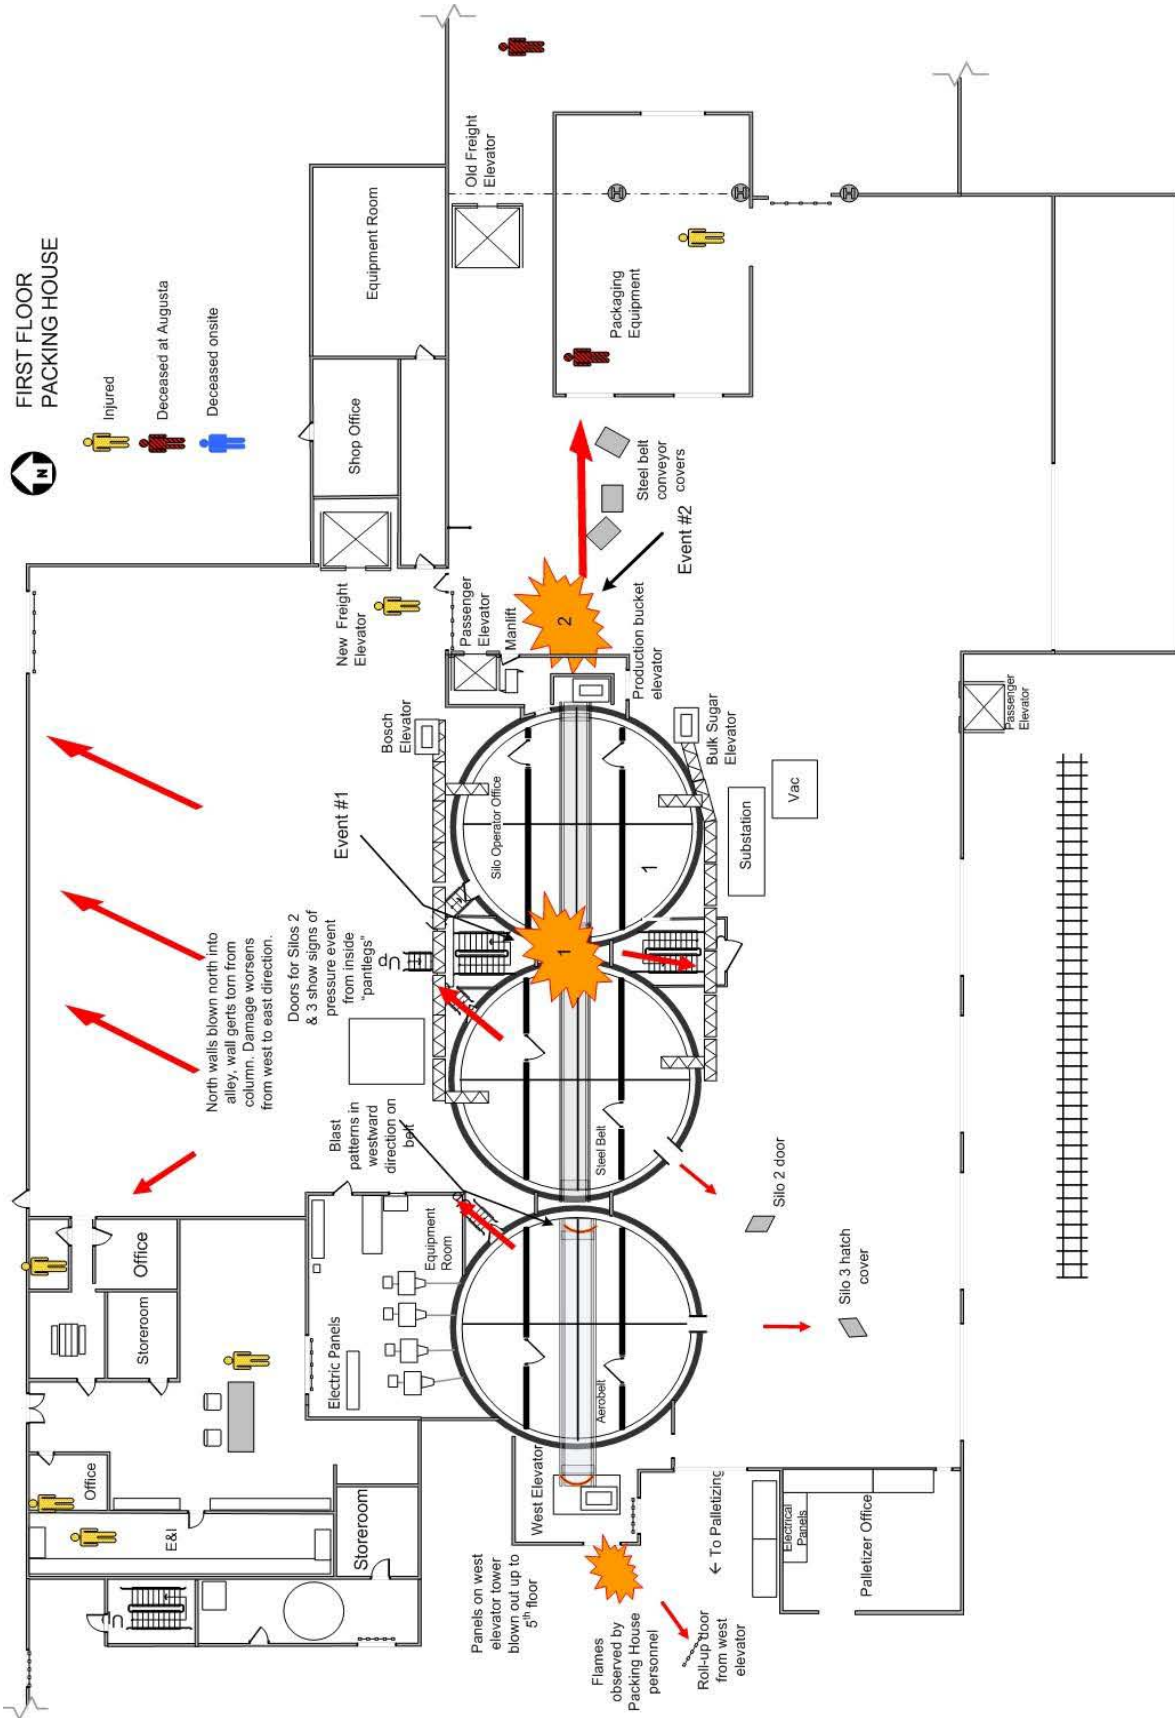 FIRST FLOOR
PACKING HOUSE
N
Injured
Deceased at Augusta
Deceased onsite
Equipment Room
Shop Office
Old Freight
Elevator
New Freight
Elevator
Packaging
Equipment
Steel belt
conveyor
covers
Event #2
2
Passenger
Elevator
Manlift
Production bucket
elevator
Bosch
Elevator
Bulk Sugar
Elevator
Event #1
Silo Operator Office
1
1
Substation
Vac
Passenger
Elevator
North walls blown north into
alley, wall gerts torn from
column. Damage worsens
from west to east direction.
Doors for Silos 2
& 3 show signs of
pressure event
from inside
"pantlegs"
Up
Blast
patterns in
westward
direction on
belt
Steel Belt
Silo 2 door
Silo 3 hatch
cover
Office
Storeroom
Equipment
Room
Electric Panels
Aerobelt
Office
E&I
Storeroom
Up
West Elevator
Panels on west
elevator tower
blown out up to
5th floor
Flames
observed by
Packing House
personnel
Roll-up door
from west
elevator
← To Palletizing
Electrical
Panels
Palletizer Office